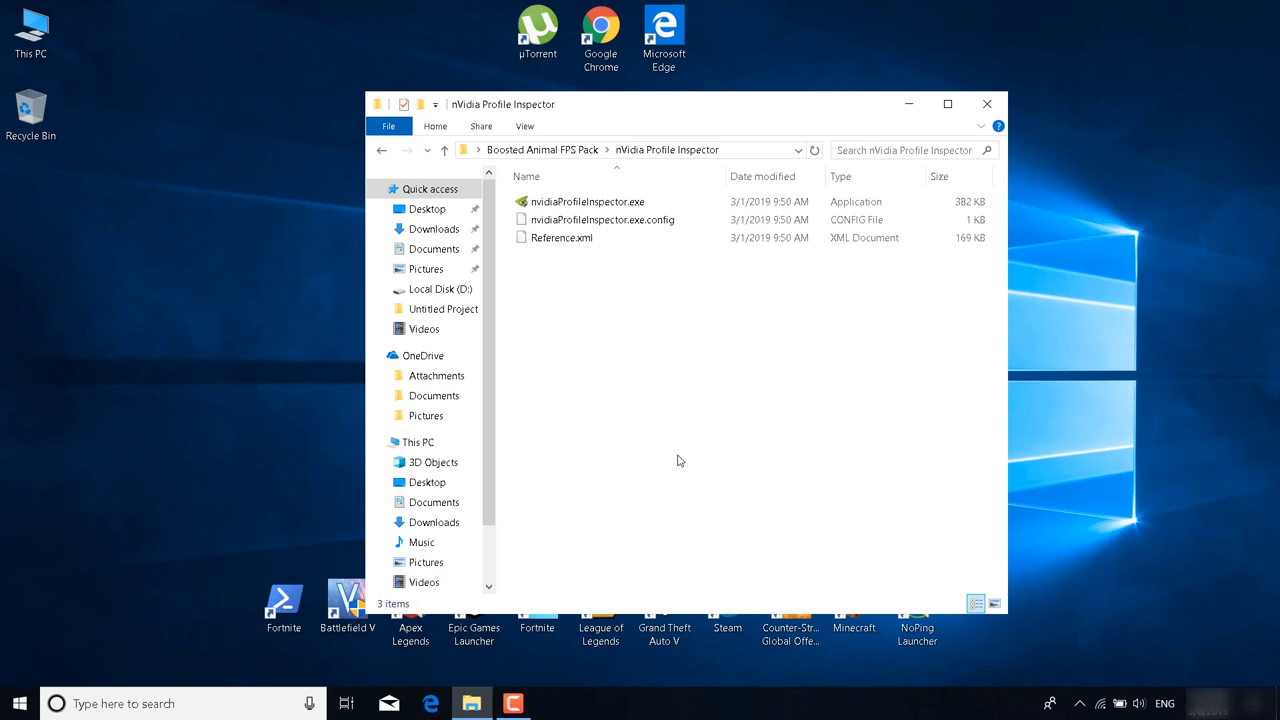 This PC
Recycle Bin
µTorrent
Google
Chrome
Microsoft
Edge
nVidia Profile Inspector
File
Home
Share
View
Boosted Animal FPS Pack
nVidia Profile Inspector
Search nVidia Profile Inspector
Name
Date modified
Type
Size
nvidiaProfileInspector.exe
3/1/2019 9:50 AM
Application
382 KB
nvidiaProfileInspector.exe.config
3/1/2019 9:50 AM
CONFIG File
1 KB
Reference.xml
3/1/2019 9:50 AM
XML Document
169 KB
Quick access
Desktop
Downloads
Documents
Pictures
Local Disk (D:)
Untitled Project
Videos
OneDrive
Attachments
Documents
Pictures
This PC
3D Objects
Desktop
Documents
Downloads
Music
Pictures
Videos
3 items
Fortnite
Battlefield V
Apex
Legends
Epic Games
Launcher
Fortnite
League of
Legends
Grand Theft
Auto V
Steam
Counter-Str...
Global Offe...
Minecraft
NoPing
Launcher
Type here to search
ENG